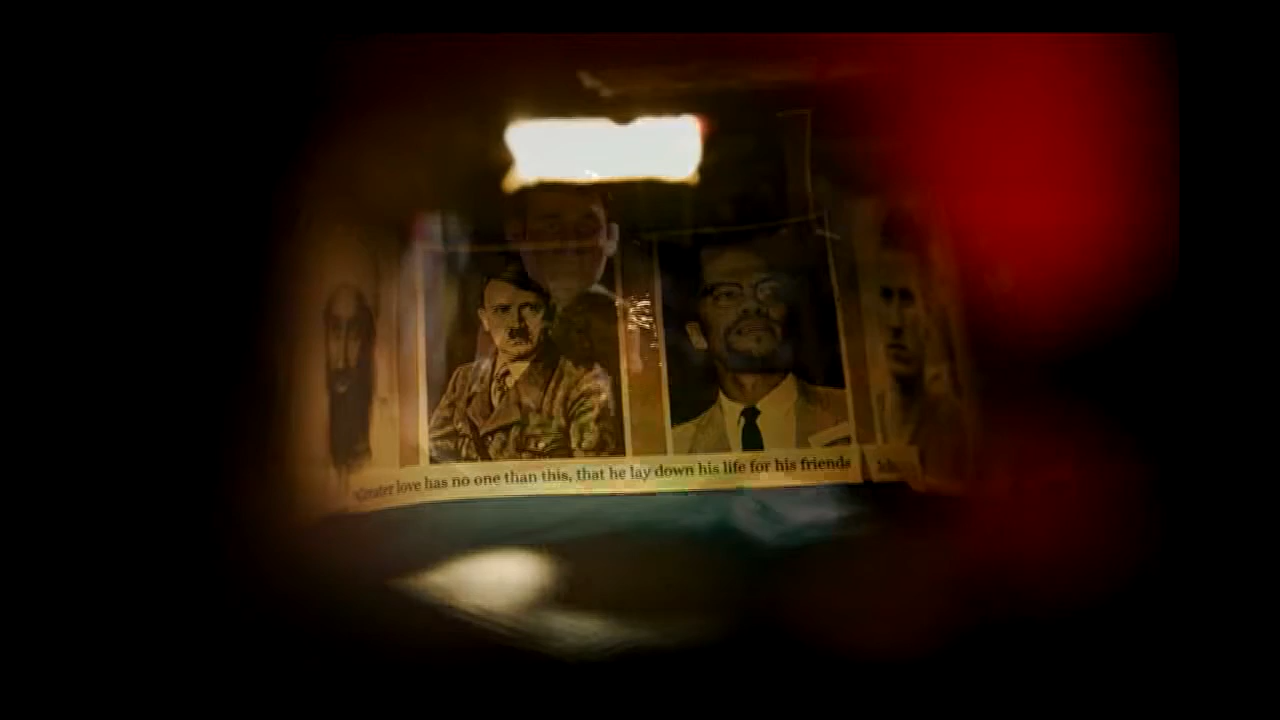 "Greater love has no one than this, that he lay down his life for his friends